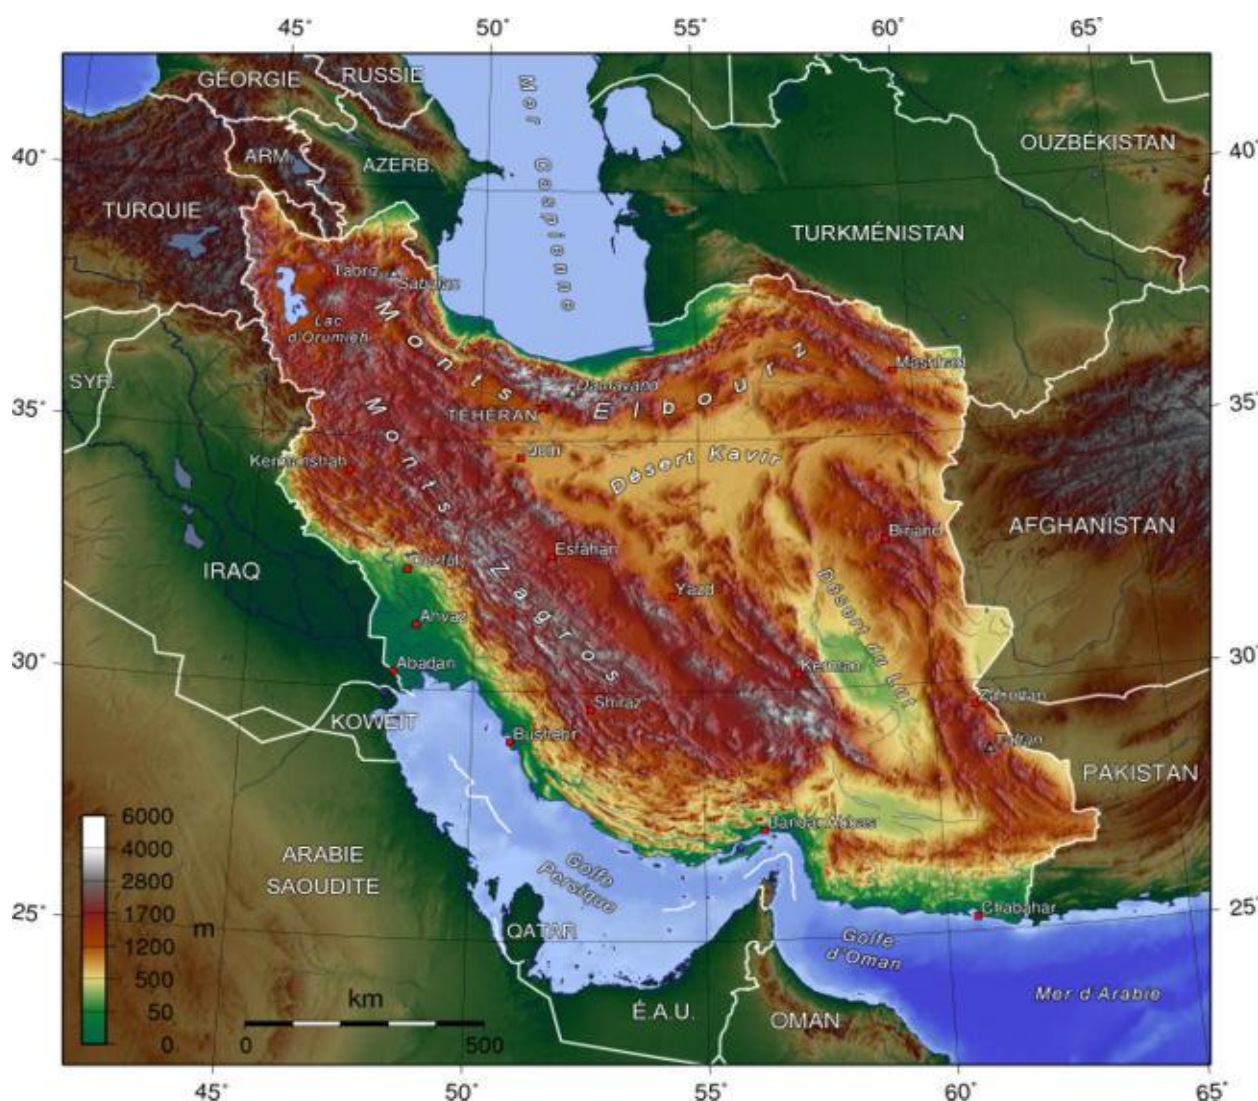 45° 50° 55° 60° 65°
GÉORGIE
RUSSIE
Mer Caspienne
OUZBÉKISTAN
40°
40°
ARM.
AZERB.
TURQUIE
TURKMÉNISTAN
Tabriz
Sabalan
Lac
d'Orumieh
Monts Elbourz
Mashhad
SYR.
Damavand
35°
35°
TÉHÉRAN
Monts Zagros
Qom
Désert Kavir
Kermanshah
AFGHANISTAN
Birjand
Esfahan
IRAQ
Dezful
Désert du Lut
Yazd
Ahvaz
30°
30°
Abadan
Kerman
Zahedan
Shiraz
KOWEIT
Bushehr
Taftan
PAKISTAN
6000
4000
2800
1700
1200
500
50
0
m
Bandar Abbas
ARABIE
SAOUDITE
Golfe
Persique
25°
25°
Chabahar
QATAR
Golfe
d'Oman
Mer d'Arabie
km
0 500
É.A.U.
OMAN
45° 50° 55° 60° 65°